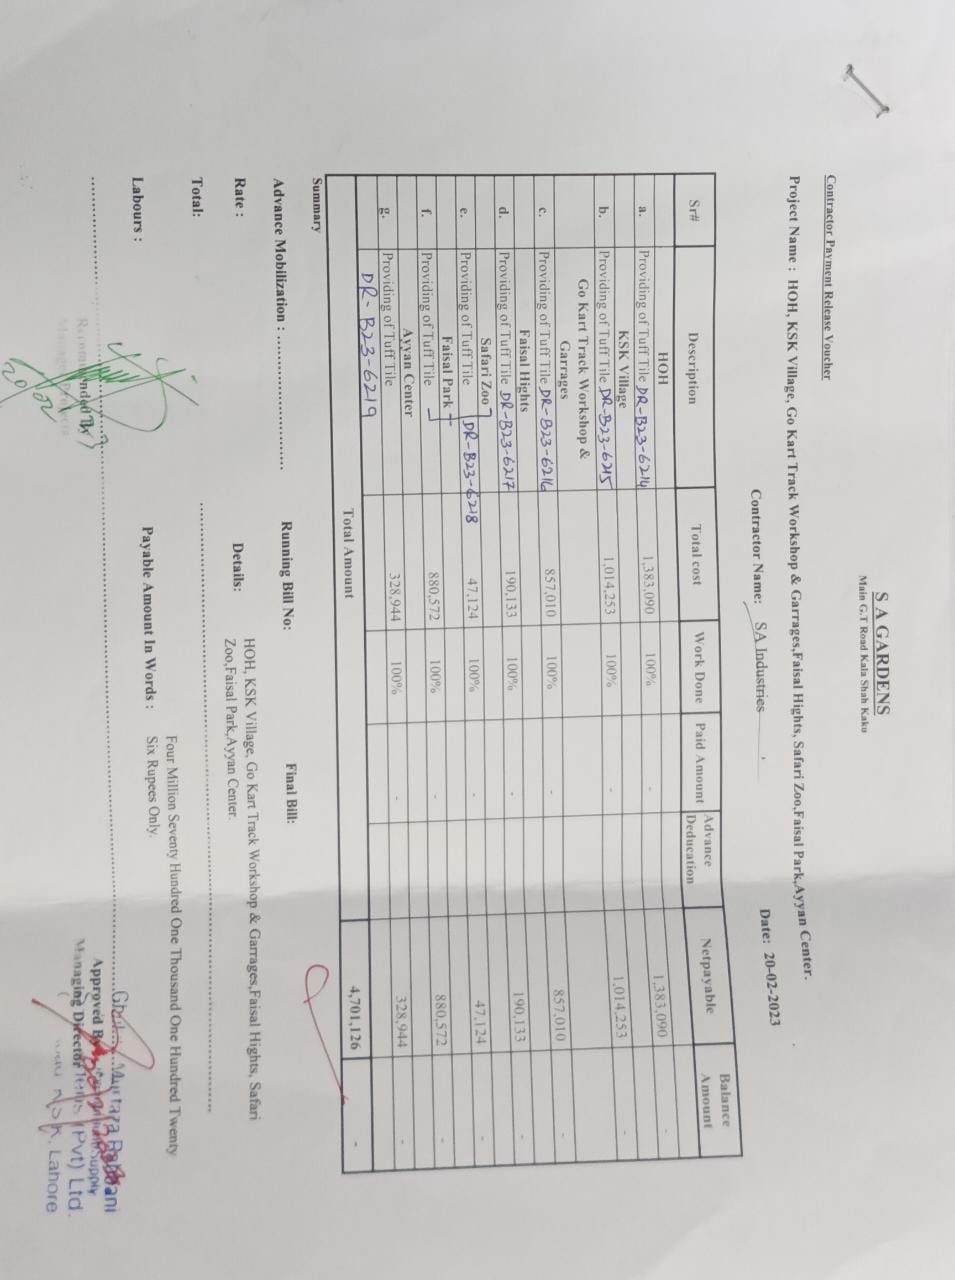 S A GARDENS
Main G.T Road Kala Shah Kaku
Contractor Payment Release Voucher
Project Name : HOH, KSK Village, Go Kart Track Workshop & Garrages,Faisal Hights, Safari Zoo,Faisal Park,Ayyan Center.
Contractor Name: SA Industries Date: 20-02-2023
Sr# Description Total cost Work Done Paid Amount Advance Deducation Netpayable Balance Amount
HOH
a. Providing of Tuff Tile DR-B23-6214 1,383,090 100% - 1,383,090 -
KSK Village
b. Providing of Tuff Tile DR-B23-6215 1,014,253 100% - 1,014,253 -
Go Kart Track Workshop &
Garrages
c. Providing of Tuff Tile DR-B23-6216 857,010 100% - 857,010 -
Faisal Hights
d. Providing of Tuff Tile DR-B23-6217 190,133 100% - 190,133 -
Safari Zoo
e. Providing of Tuff Tile DR-B23-6218 47,124 100% - 47,124 -
Faisal Park
f. Providing of Tuff Tile 880,572 100% - 880,572 -
Ayyan Center
g. Providing of Tuff Tile 328,944 100% - 328,944 -
DR-B23-6219
Total Amount 4,701,126 -
Summary
Advance Mobilization : Running Bill No: Final Bill:
Rate : Details: HOH, KSK Village, Go Kart Track Workshop & Garrages,Faisal Hights, Safari
Zoo,Faisal Park,Ayyan Center.
Total:
Labours : Payable Amount In Words : Four Million Seventy Hundred One Thousand One Hundred Twenty
Six Rupees Only.
Approved By
Managing Director
(Pvt) Ltd.
Lahore
20/02